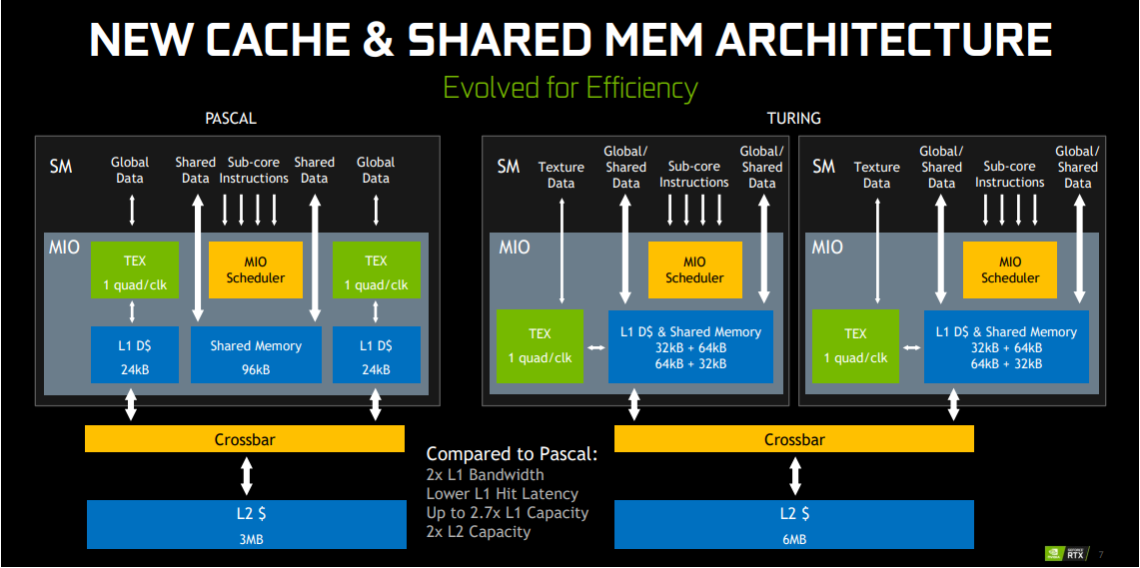 NEW CACHE & SHARED MEM ARCHITECTURE
Evolved for Efficiency
PASCAL
SM
Global
Data
Shared
Data
Sub-core
Instructions
Shared
Data
Global
Data
MIO
TEX
1 quad/clk
MIO
Scheduler
TEX
1 quad/clk
L1 D$
24kB
Shared Memory
96kB
L1 D$
24kB
Crossbar
L2 $
3MB
Compared to Pascal:
2x L1 Bandwidth
Lower L1 Hit Latency
Up to 2.7x L1 Capacity
2x L2 Capacity
TURING
SM
Texture
Data
Global/
Shared
Data
Sub-core
Instructions
Global/
Shared
Data
MIO
MIO
Scheduler
TEX
1 quad/clk
L1 D$ & Shared Memory
32kB + 64kB
64kB + 32kB
SM
Texture
Data
Global/
Shared
Data
Sub-core
Instructions
Global/
Shared
Data
MIO
MIO
Scheduler
TEX
1 quad/clk
L1 D$ & Shared Memory
32kB + 64kB
64kB + 32kB
Crossbar
L2 $
6MB
RTX
7